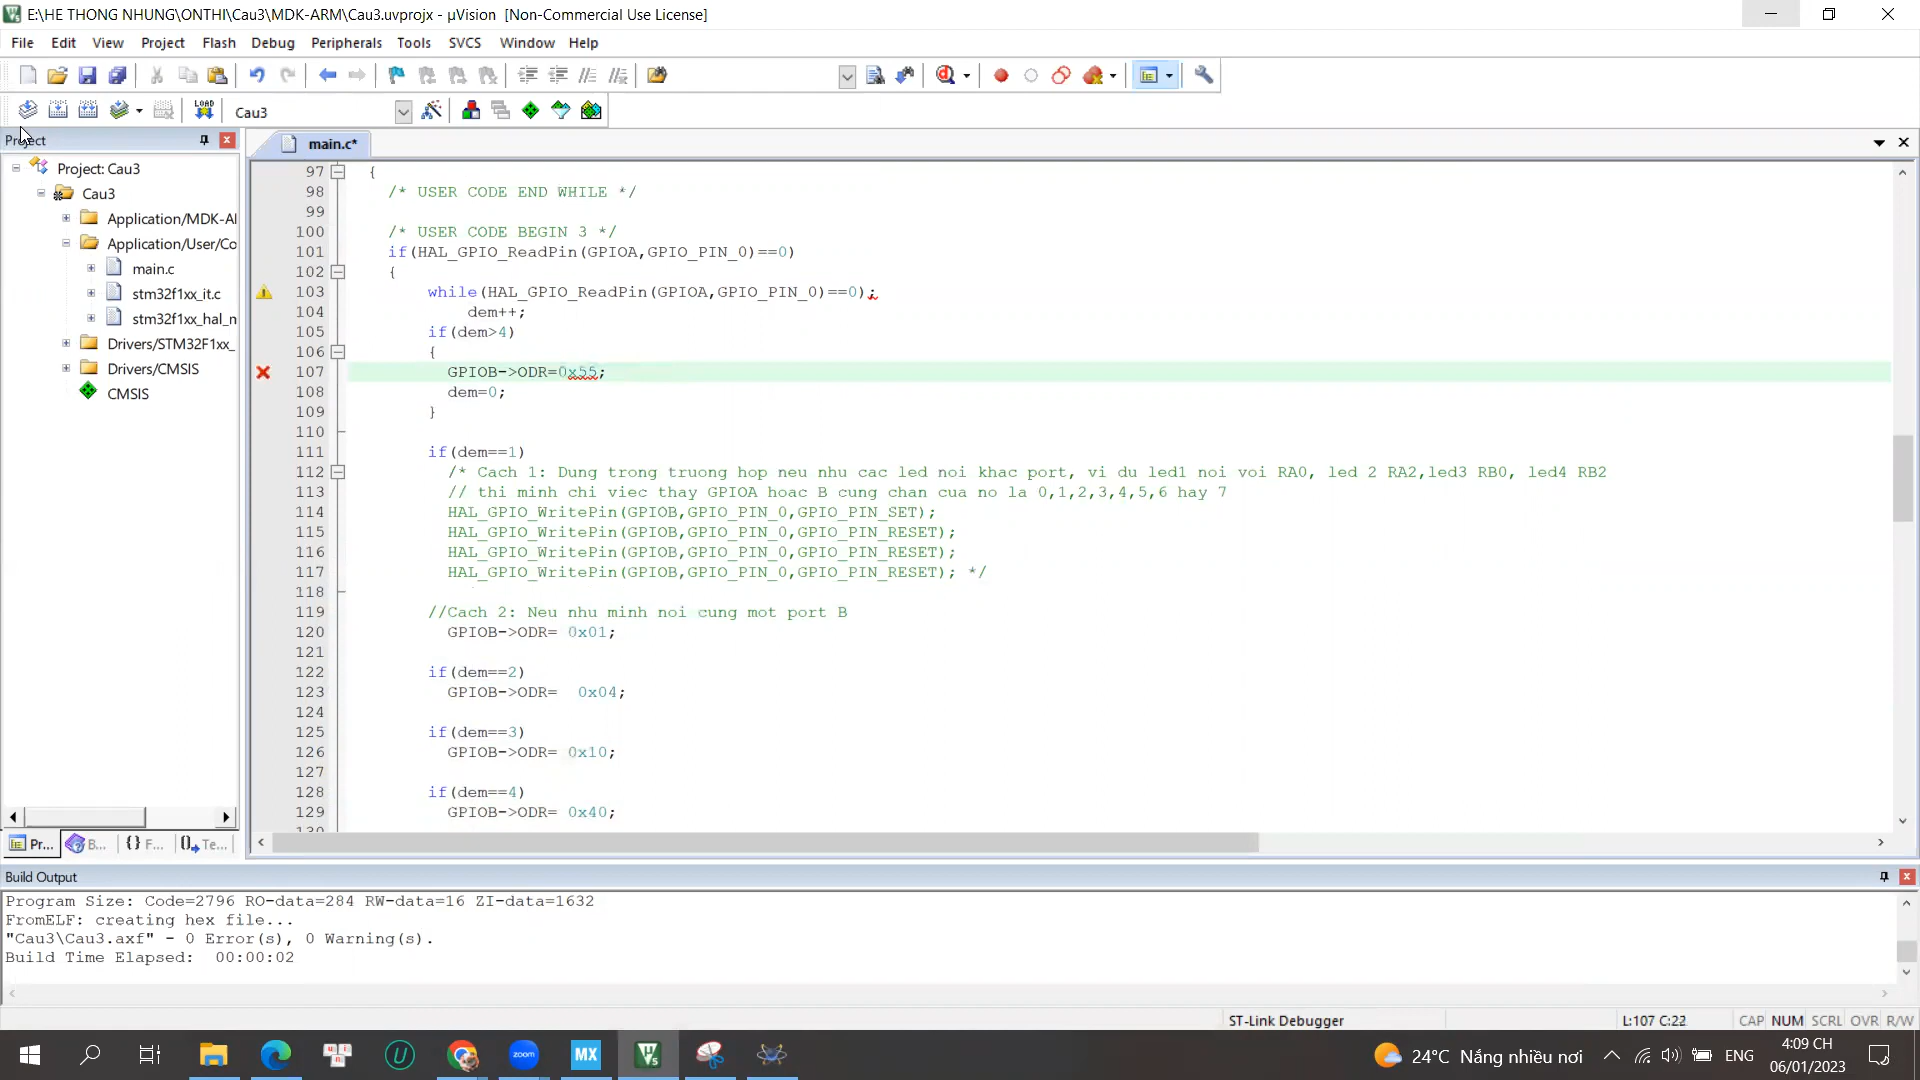 E:\HE THONG NHUNG\ONTHI\Cau3\MDK-ARM\Cau3.uvprojx - µVision [Non-Commercial Use License]
File Edit View Project Flash Debug Peripherals Tools SVCS Window Help
LOAD
Cau3
Project
main.c*
Project: Cau3
Cau3
Application/MDK-AI
Application/User/Co
main.c
stm32f1xx_it.c
stm32f1xx_hal_n
Drivers/STM32F1xx_
Drivers/CMSIS
CMSIS
97 {
98 /* USER CODE END WHILE */
99
100 /* USER CODE BEGIN 3 */
101 if(HAL_GPIO_ReadPin(GPIOA,GPIO_PIN_0)==0)
102 {
103 while(HAL_GPIO_ReadPin(GPIOA,GPIO_PIN_0)==0);
104 dem++;
105 if(dem>4)
106 {
107 GPIOB->ODR=0x55;
108 dem=0;
109 }
110
111 if(dem==1)
112 /* Cach 1: Dung trong truong hop neu nhu cac led noi khac port, vi du led1 noi voi RA0, led 2 RA2,led3 RB0, led4 RB2
113 // thi minh chi viec thay GPIOA hoac B cung chan cua no la 0,1,2,3,4,5,6 hay 7
114 HAL_GPIO_WritePin(GPIOB,GPIO_PIN_0,GPIO_PIN_SET);
115 HAL_GPIO_WritePin(GPIOB,GPIO_PIN_0,GPIO_PIN_RESET);
116 HAL_GPIO_WritePin(GPIOB,GPIO_PIN_0,GPIO_PIN_RESET);
117 HAL_GPIO_WritePin(GPIOB,GPIO_PIN_0,GPIO_PIN_RESET); */
118
119 //Cach 2: Neu nhu minh noi cung mot port B
120 GPIOB->ODR= 0x01;
121
122 if(dem==2)
123 GPIOB->ODR= 0x04;
124
125 if(dem==3)
126 GPIOB->ODR= 0x10;
127
128 if(dem==4)
129 GPIOB->ODR= 0x40;
130
Pr... B... {} F... Te...
Build Output
Program Size: Code=2796 RO-data=284 RW-data=16 ZI-data=1632
FromELF: creating hex file...
"Cau3\Cau3.axf" - 0 Error(s), 0 Warning(s).
Build Time Elapsed: 00:00:02
ST-Link Debugger L:107 C:22 CAP NUM SCRL OVR R/W
zoom
MX
24°C Nắng nhiều nơi ENG
4:09 CH
06/01/2023